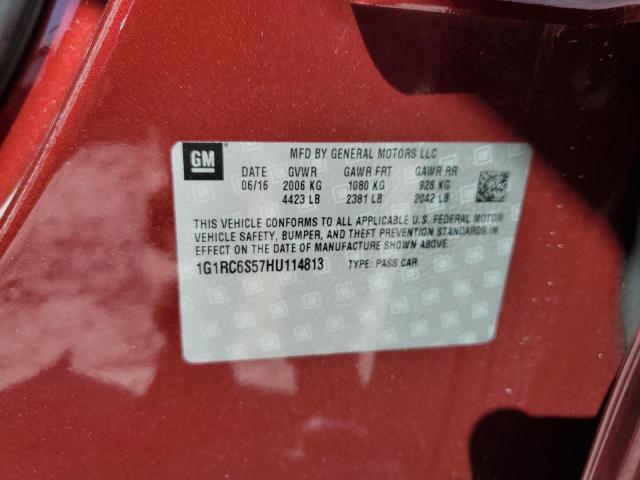 GM MFD BY GENERAL MOTORS LLC
DATE GVWR GAWR FRT GAWR RR
06/16 2006 KG 1080 KG 926 KG
4423 LB 2381 LB 2042 LB
THIS VEHICLE CONFORMS TO ALL APPLICABLE U.S. FEDERAL MOTOR
VEHICLE SAFETY, BUMPER, AND THEFT PREVENTION STANDARDS IN
EFFECT ON THE DATE OF MANUFACTURE SHOWN ABOVE.
1G1RC6S57HU114813 TYPE: PASS CAR